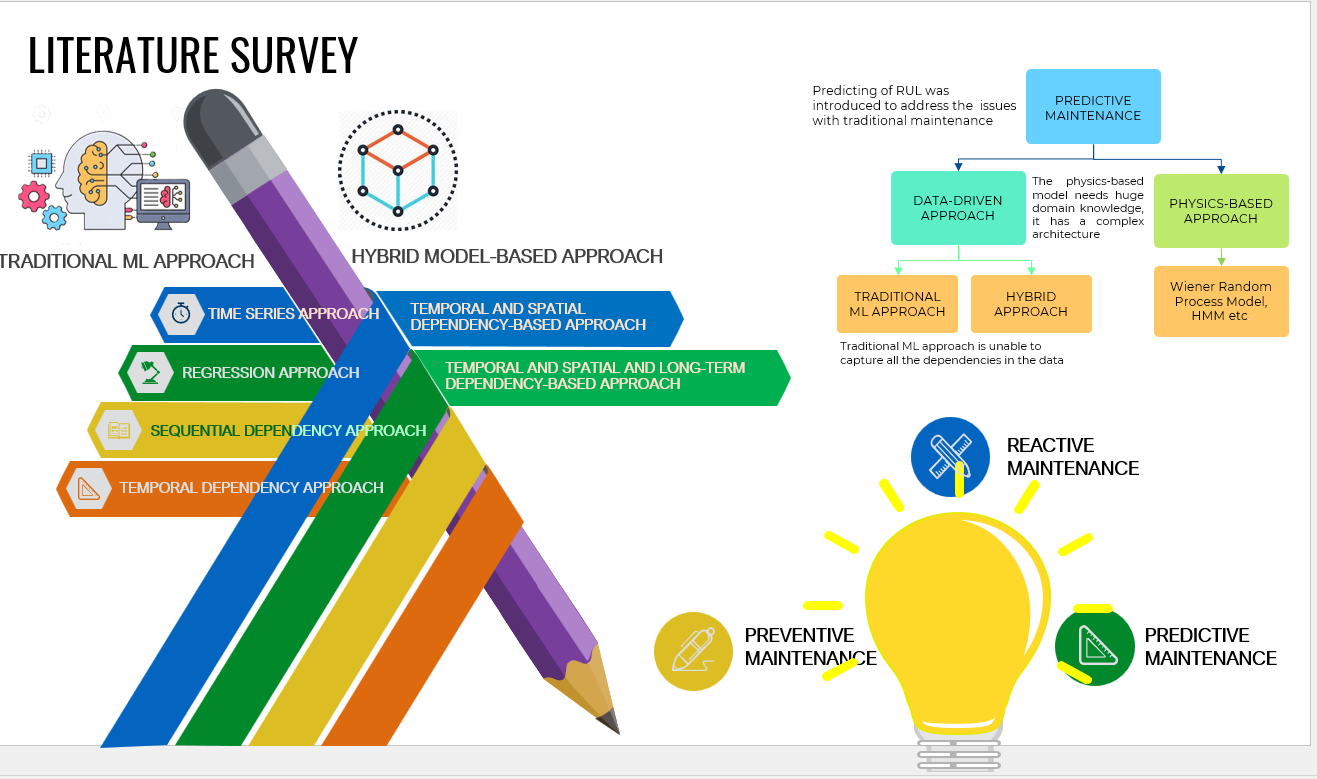 LITERATURE SURVEY
TRADITIONAL ML APPROACH
HYBRID MODEL-BASED APPROACH
TIME SERIES APPROACH
REGRESSION APPROACH
SEQUENTIAL DEPENDENCY APPROACH
TEMPORAL DEPENDENCY APPROACH
TEMPORAL AND SPATIAL
DEPENDENCY-BASED APPROACH
TEMPORAL AND SPATIAL AND LONG-TERM
DEPENDENCY-BASED APPROACH
Predicting of RUL was
introduced to address the issues
with traditional maintenance
PREDICTIVE
MAINTENANCE
DATA-DRIVEN
APPROACH
The physics-based
model needs huge
domain knowledge,
it has a complex
architecture
PHYSICS-BASED
APPROACH
TRADITIONAL
ML APPROACH
HYBRID
APPROACH
Wiener Random
Process Model,
HMM etc
Traditional ML approach is unable to
capture all the dependencies in the data
REACTIVE
MAINTENANCE
PREVENTIVE
MAINTENANCE
PREDICTIVE
MAINTENANCE